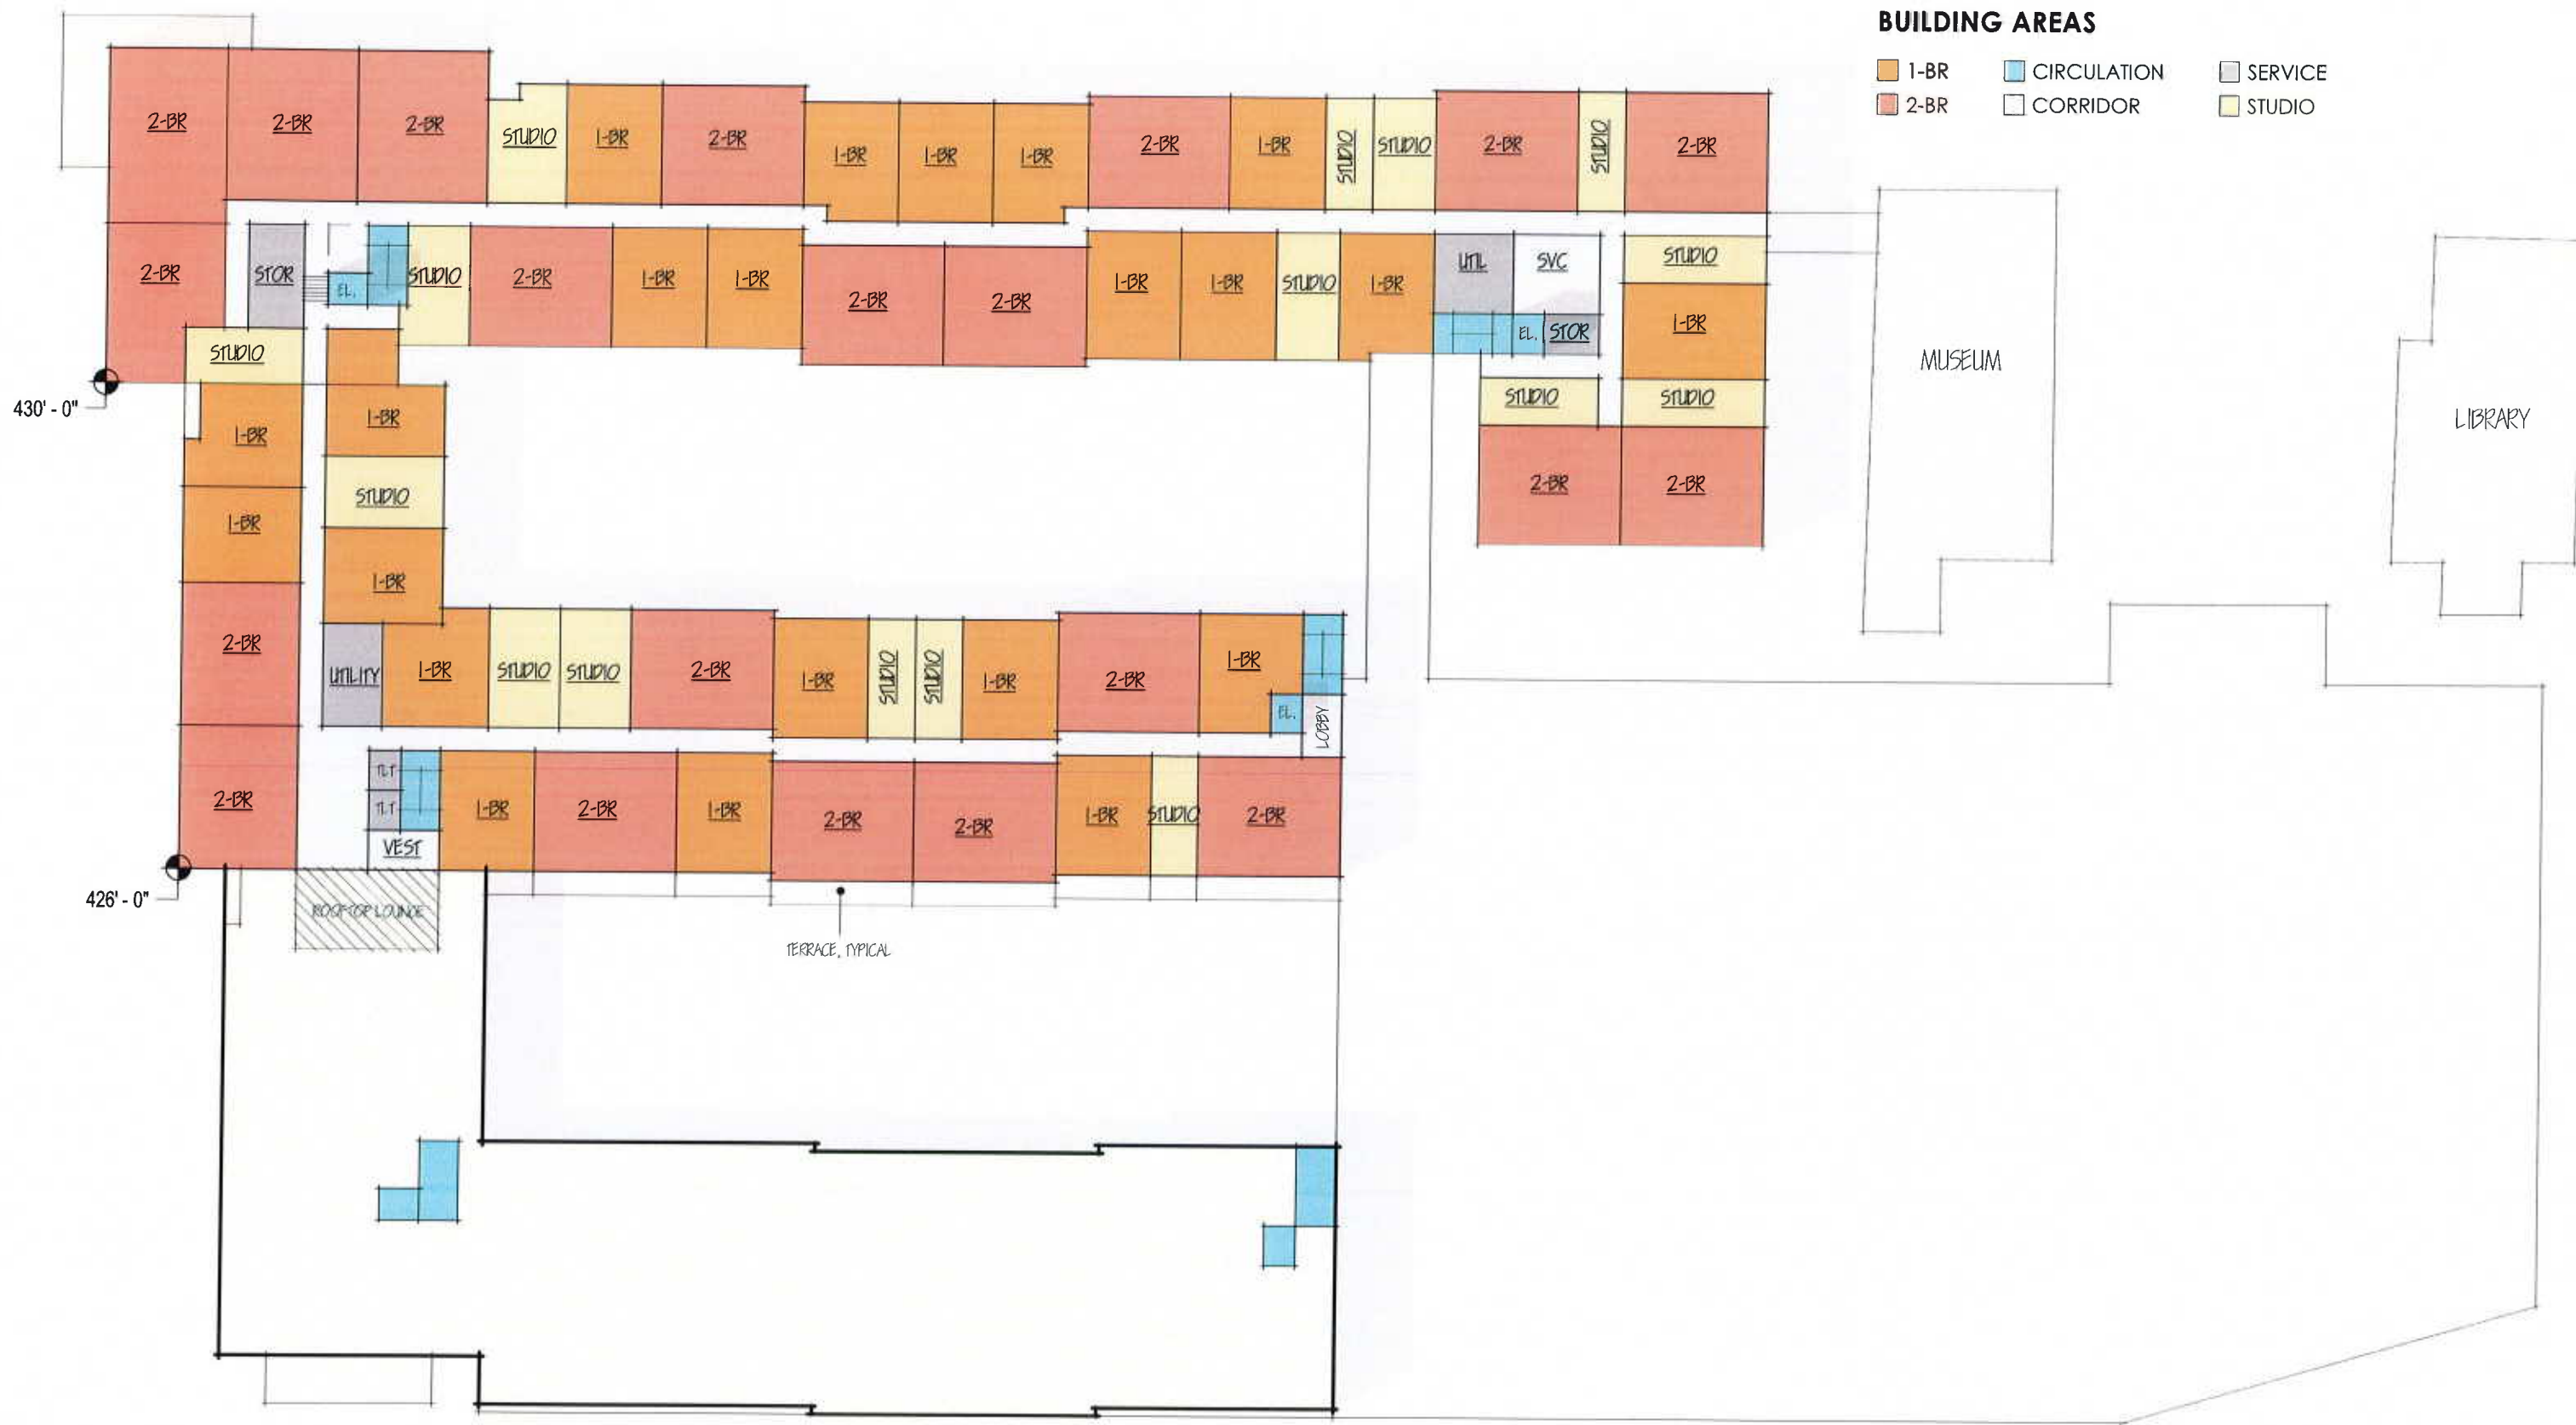 BUILDING AREAS
1-BR CIRCULATION SERVICE
2-BR CORRIDOR STUDIO
2-BR 2-BR 2-BR STUDIO 1-BR 2-BR 1-BR 1-BR 1-BR 2-BR 1-BR STUDIO STUDIO 2-BR STUDIO 2-BR
2-BR STOR EL. STUDIO 2-BR 1-BR 1-BR 2-BR 2-BR 1-BR 1-BR STUDIO 1-BR UTIL SVC STUDIO
EL. STOR 1-BR
STUDIO
MUSEUM
430' - 0"
STUDIO STUDIO
LIBRARY
1-BR 1-BR
2-BR 2-BR
STUDIO
1-BR
1-BR
2-BR UTILITY 1-BR STUDIO STUDIO 2-BR 1-BR STUDIO STUDIO 1-BR 2-BR 1-BR
EL. LOBBY
TLT
2-BR TLT 1-BR 2-BR 1-BR 2-BR 2-BR 1-BR STUDIO 2-BR
VEST
426' - 0"
ROOFTOP LOUNGE
TERRACE, TYPICAL